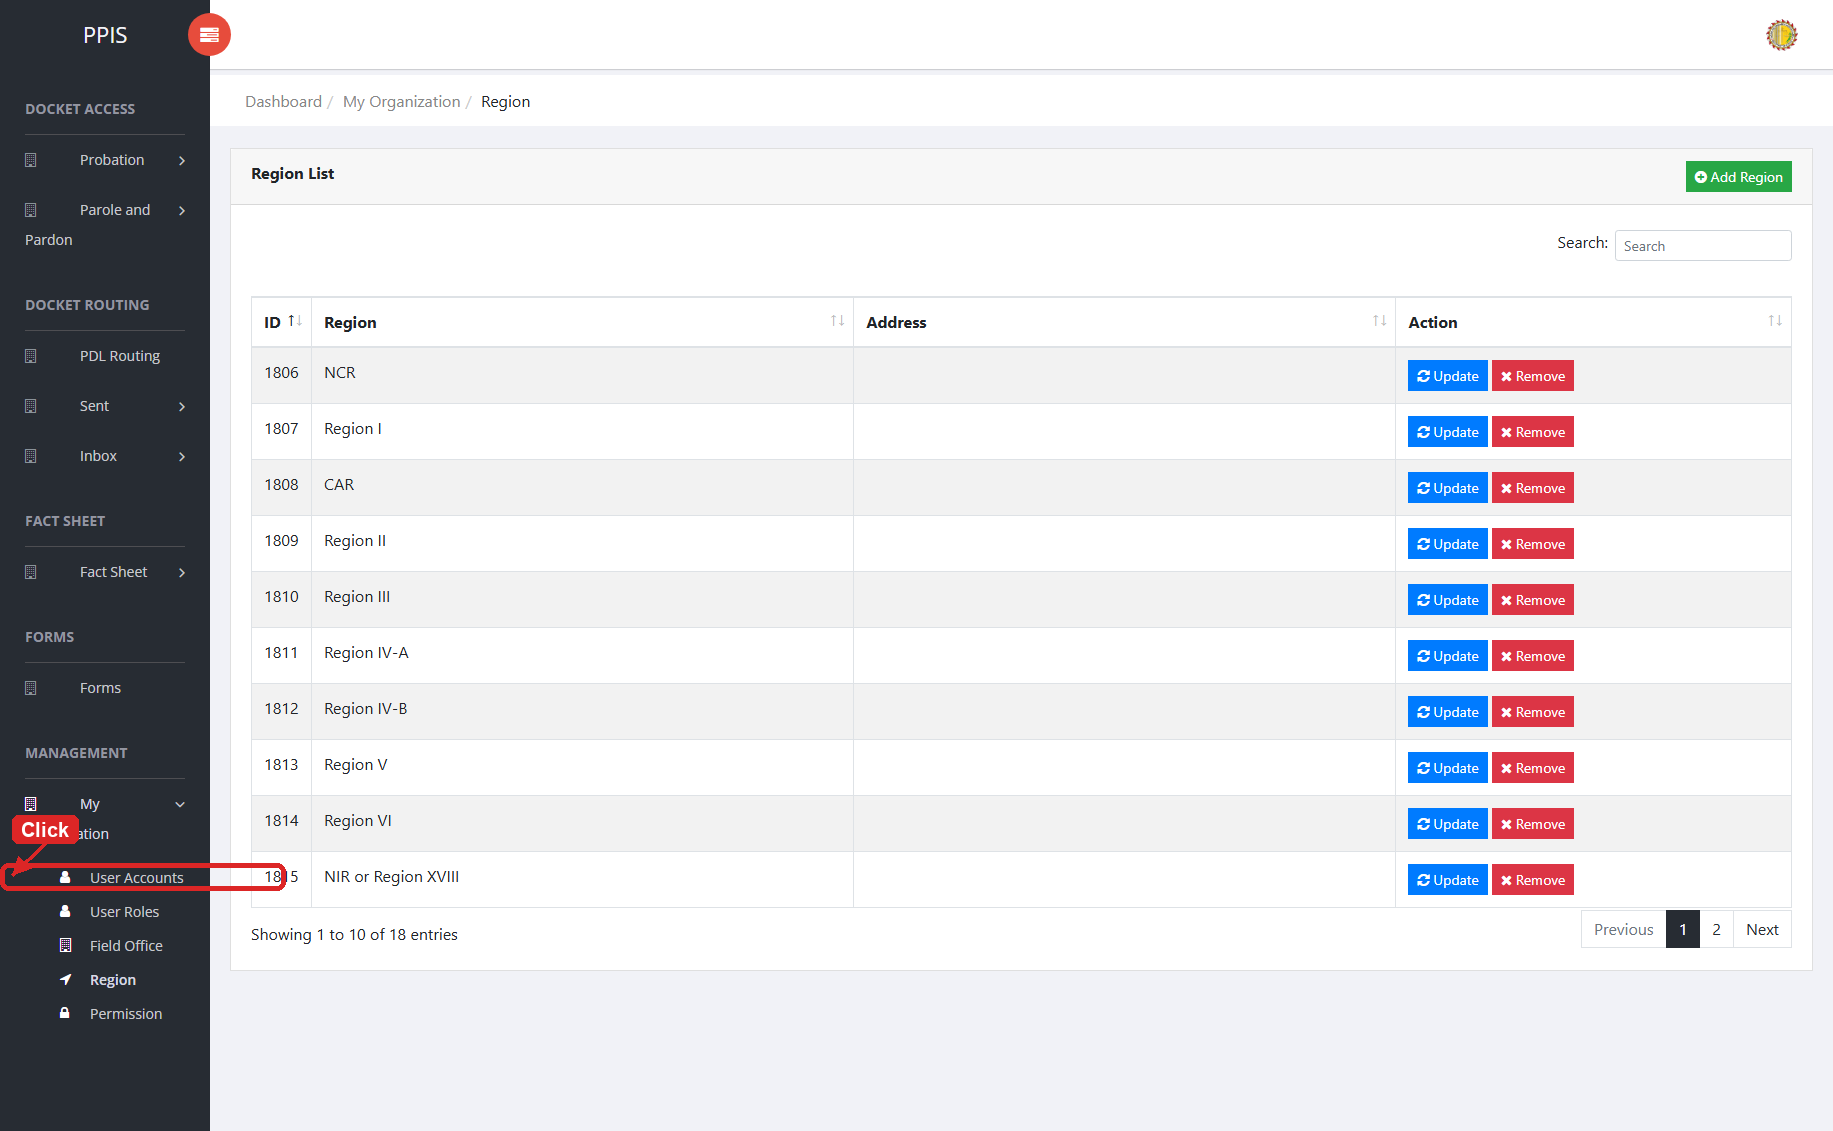 PPIS
DOCKET ACCESS
Probation
Parole and
Pardon
DOCKET ROUTING
PDL Routing
Sent
Inbox
FACT SHEET
Fact Sheet
FORMS
Forms
MANAGEMENT
My
ation
Click
User Accounts
User Roles
Field Office
Region
Permission
Dashboard / My Organization / Region
Region List
Add Region
Search: Search
ID Region Address Action
1806 NCR Update Remove
1807 Region I Update Remove
1808 CAR Update Remove
1809 Region II Update Remove
1810 Region III Update Remove
1811 Region IV-A Update Remove
1812 Region IV-B Update Remove
1813 Region V Update Remove
1814 Region VI Update Remove
1815 NIR or Region XVIII Update Remove
Showing 1 to 10 of 18 entries
Previous 1 2 Next